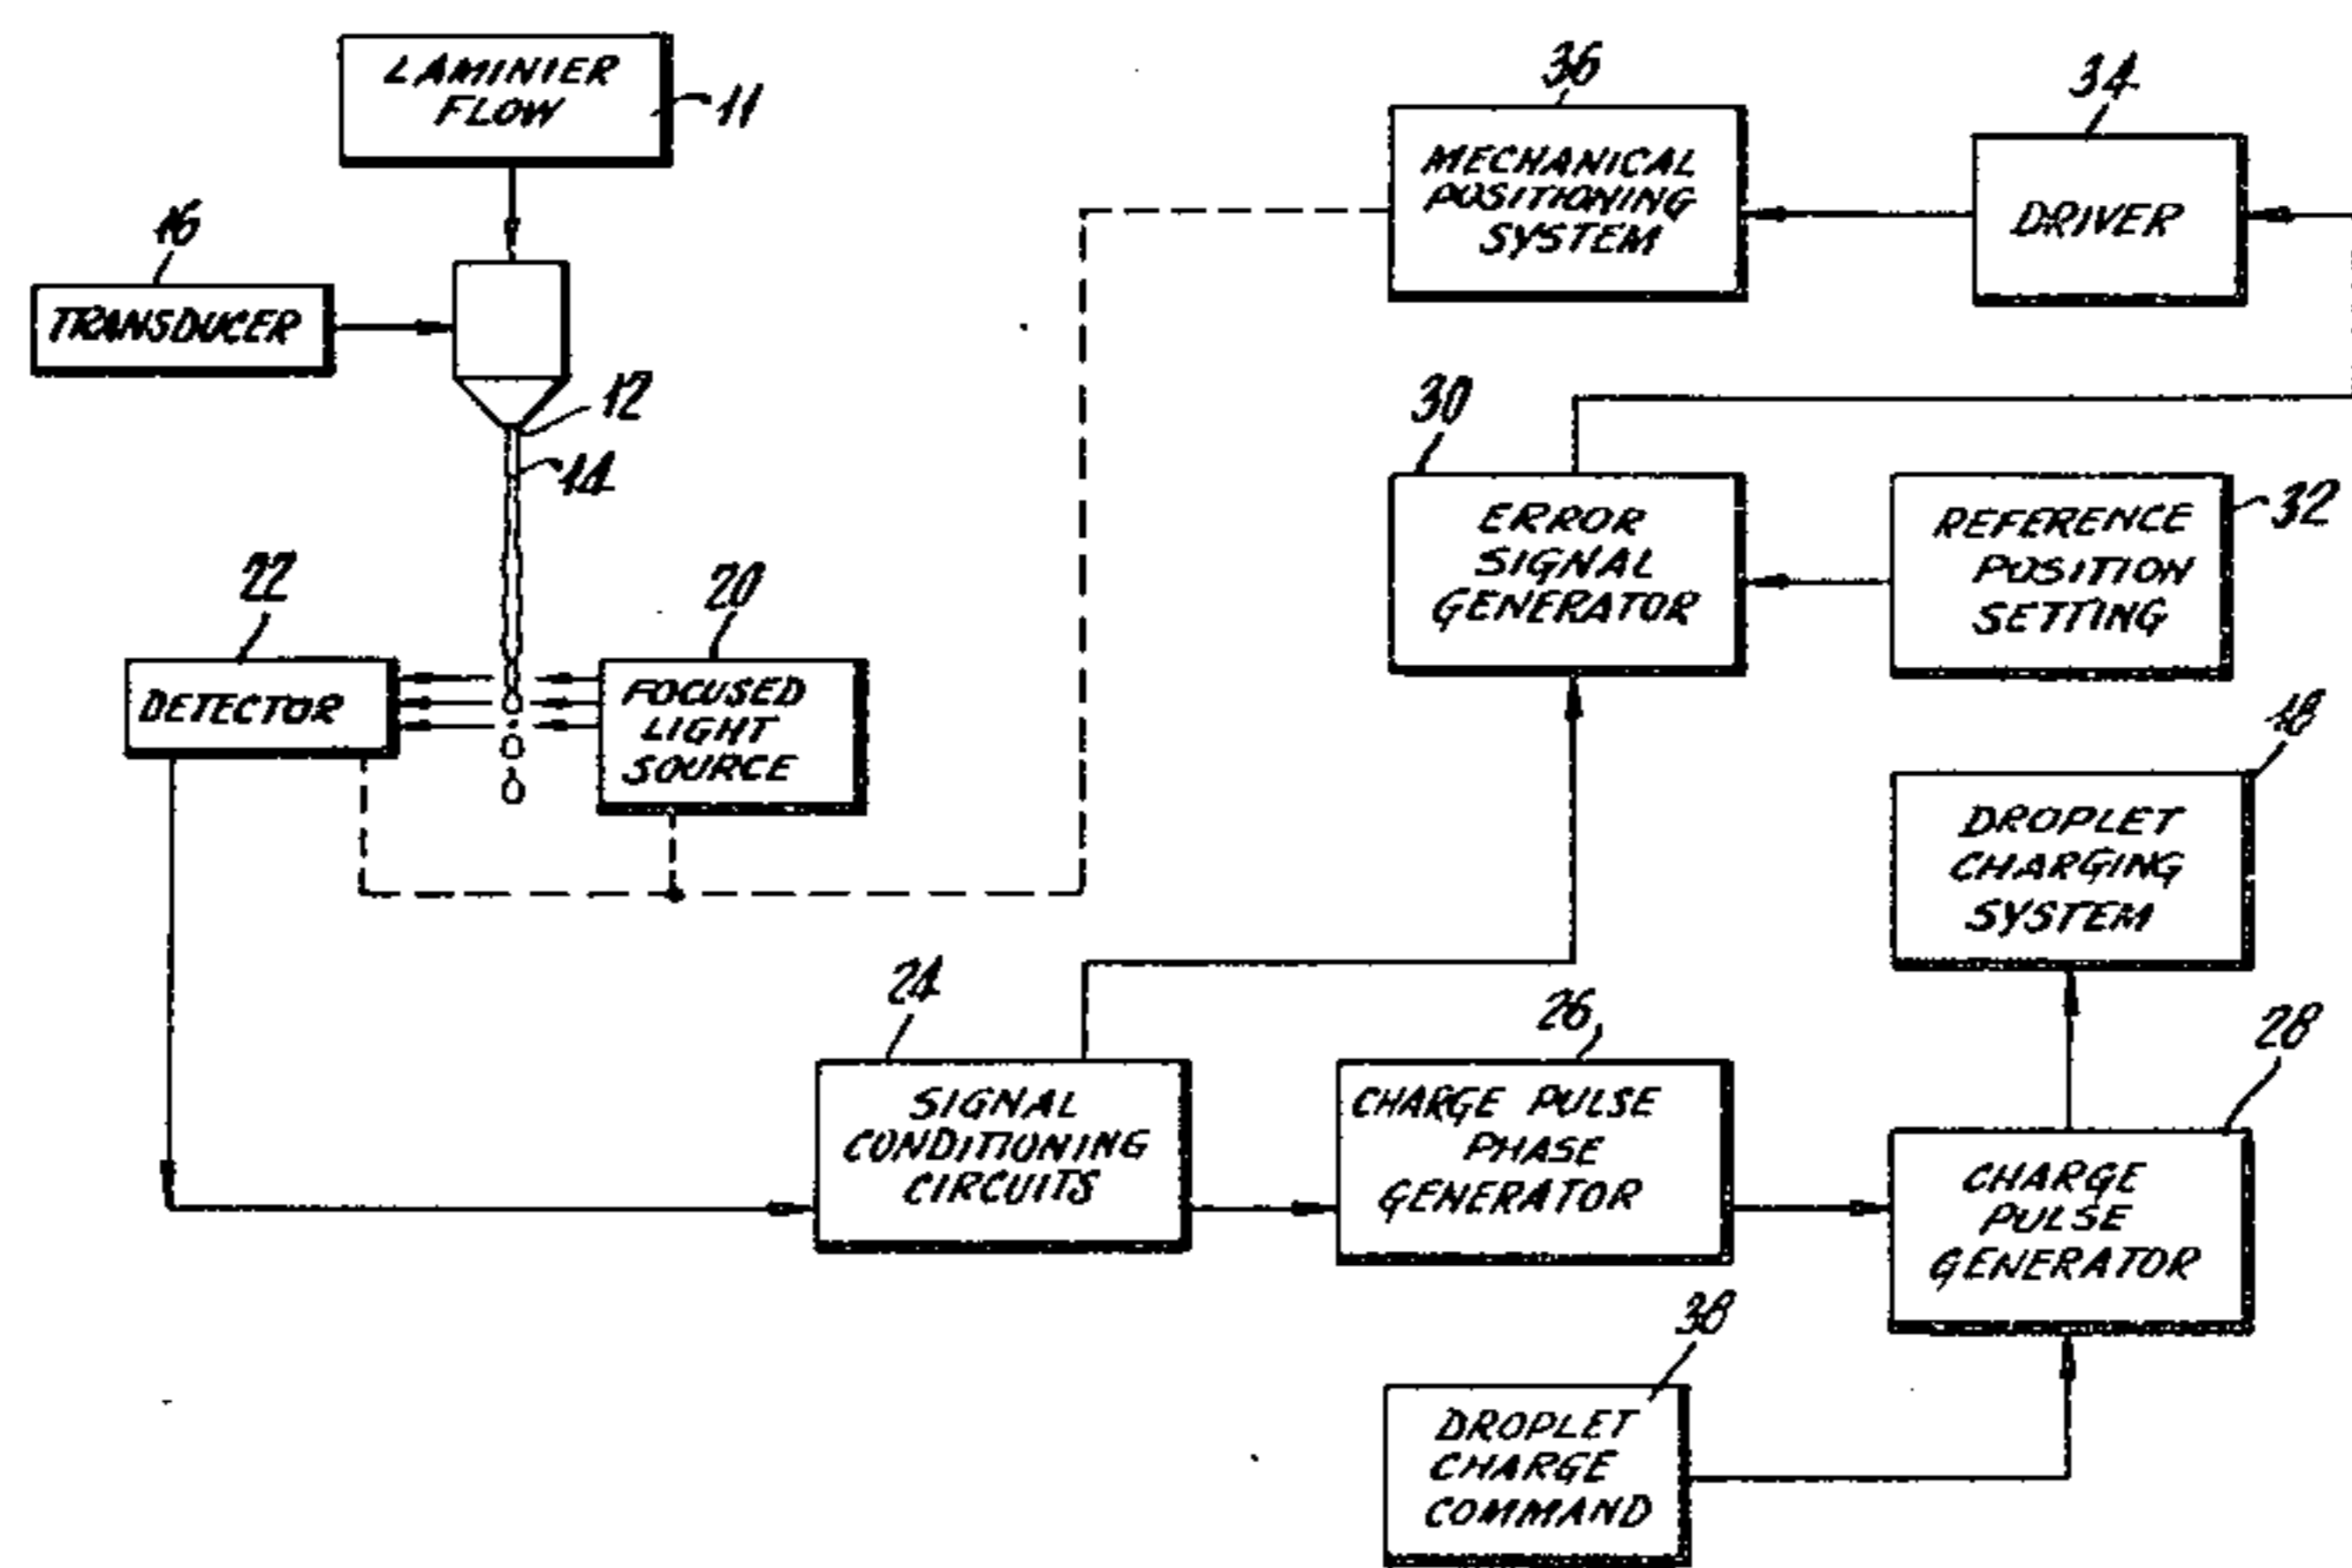 LAMINIER
FLOW
11
16
TRANSDUCER
12
14
22
DETECTOR
20
FOCUSED
LIGHT
SOURCE
36
MECHANICAL
POSITIONING
SYSTEM
34
DRIVER
30
ERROR
SIGNAL
GENERATOR
32
REFERENCE
POSITION
SETTING
18
DROPLET
CHARGING
SYSTEM
24
SIGNAL
CONDITIONING
CIRCUITS
26
CHARGE PULSE
PHASE
GENERATOR
28
CHARGE
PULSE
GENERATOR
38
DROPLET
CHARGE
COMMAND